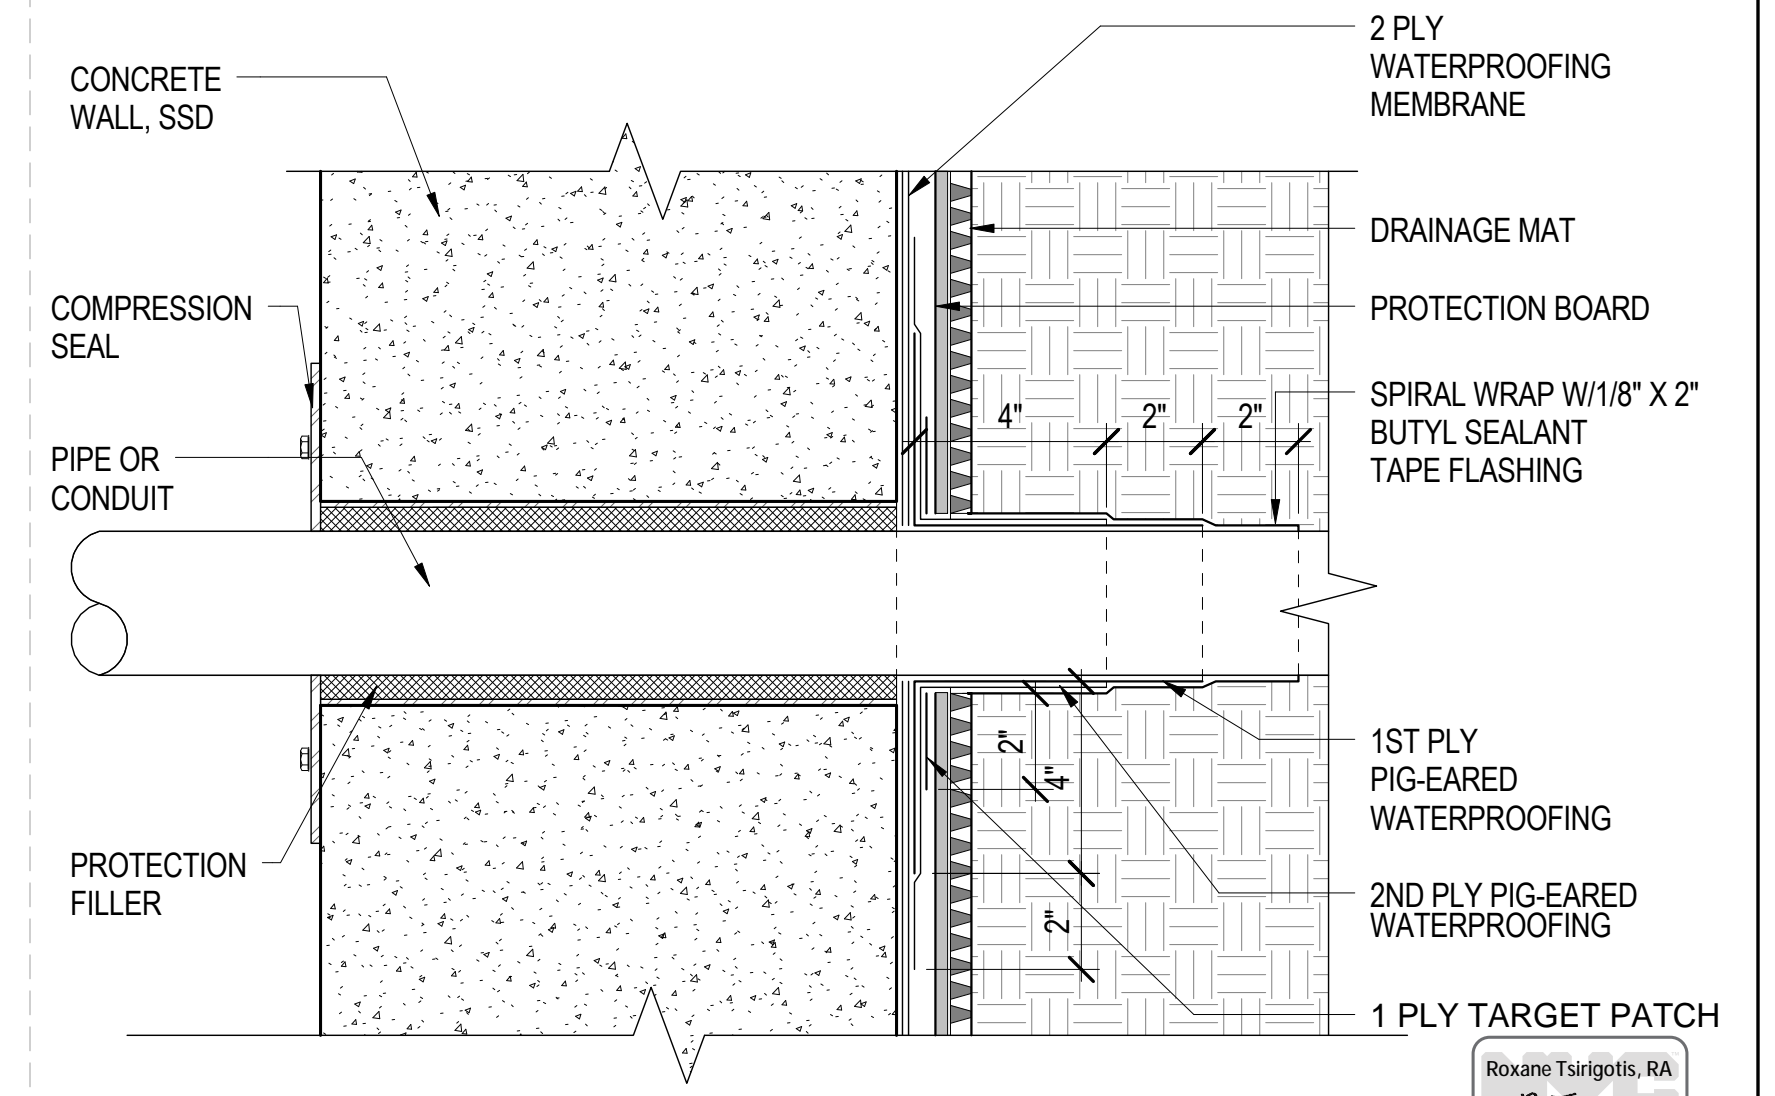 2 PLY
WATERPROOFING
MEMBRANE
CONCRETE
WALL, SSD
DRAINAGE MAT
COMPRESSION
SEAL
PROTECTION BOARD
SPIRAL WRAP W/1/8" X 2"
BUTYL SEALANT
TAPE FLASHING
4"
2"
2"
PIPE OR
CONDUIT
2"
4"
2"
1ST PLY
PIG-EARED
WATERPROOFING
PROTECTION
FILLER
2ND PLY PIG-EARED
WATERPROOFING
1 PLY TARGET PATCH
Roxane Tsirigotis, RA